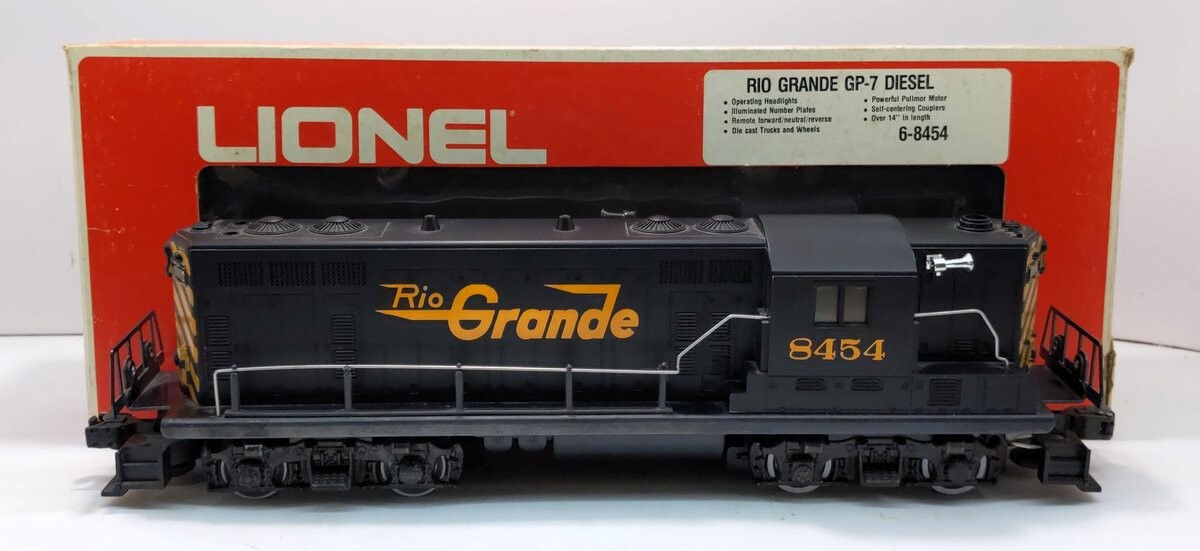 LIONEL®
RIO GRANDE GP-7 DIESEL
• Operating Headlights
• Illuminated Number Plates
• Remote forward/neutral/reverse
• Die cast Trucks and Wheels
• Powerful Pullmor Motor
• Self-centering Couplers
• Over 14" in length
6-8454
Rio Grande
8454